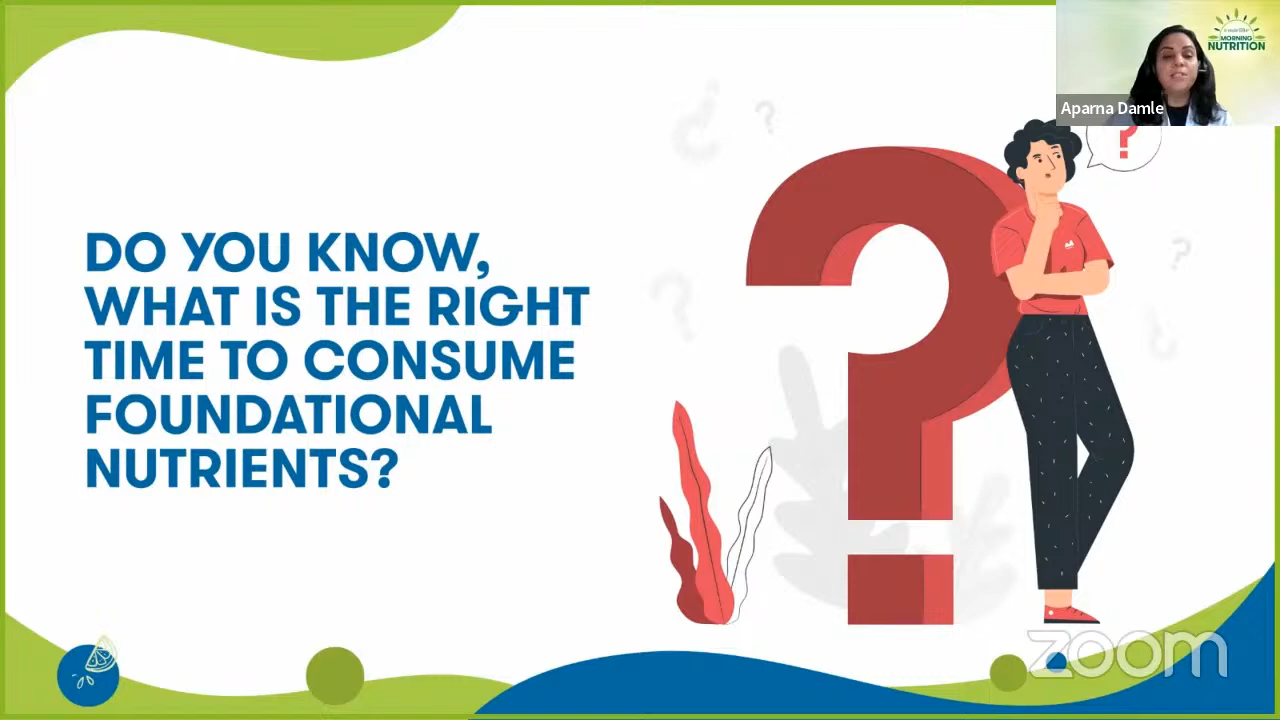 MORNING
NUTRITION
Aparna Damle
?
DO YOU KNOW,
WHAT IS THE RIGHT
TIME TO CONSUME
FOUNDATIONAL
NUTRIENTS?
zoom